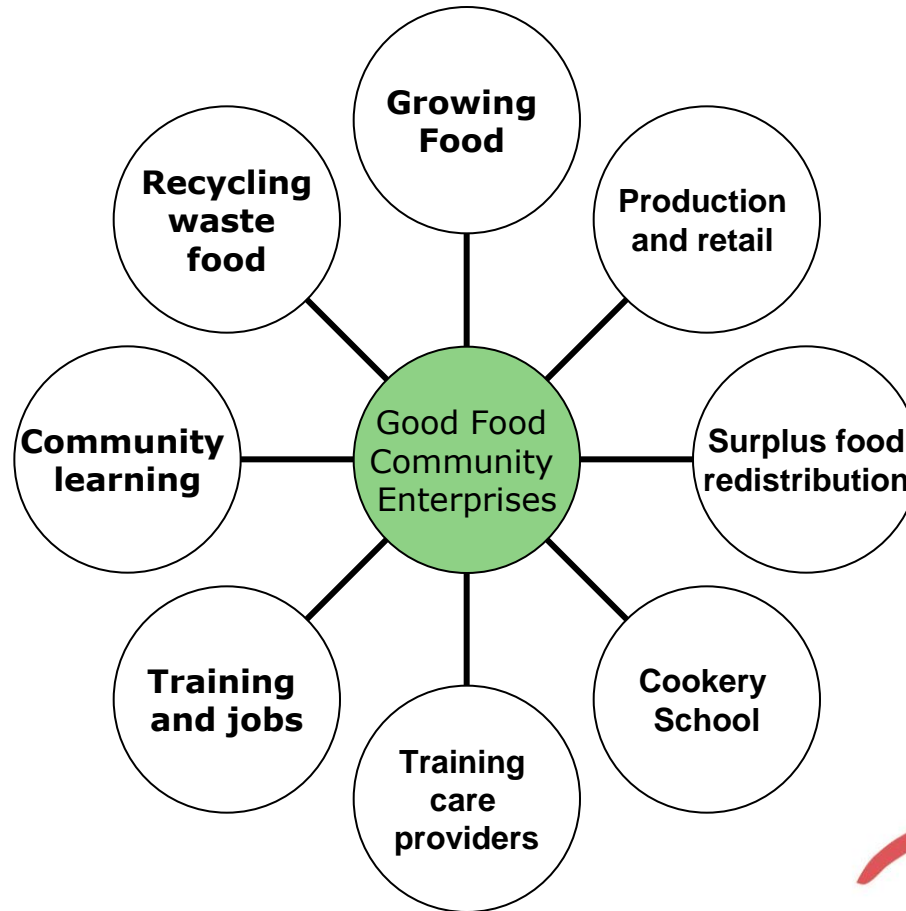 Growing
Food
Production
and retail
Surplus food
redistribution
Cookery
School
Training
care
providers
Training
and jobs
Community
learning
Recycling
waste
food
Good Food
Community
Enterprises